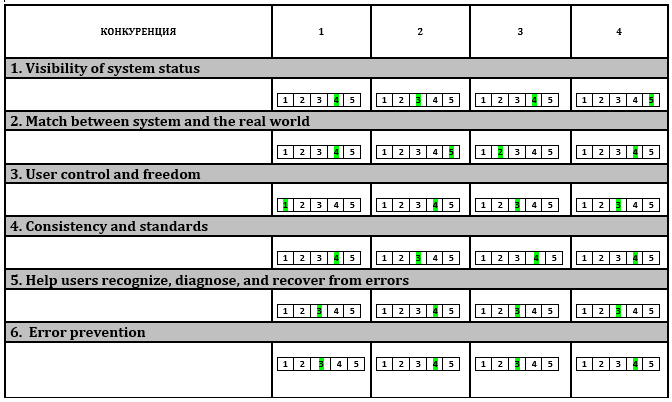 КОНКУРЕНЦИЯ 1 2 3 4
1. Visibility of system status
1 2 3 4 5 1 2 3 4 5 1 2 3 4 5 1 2 3 4 5
2. Match between system and the real world
1 2 3 4 5 1 2 3 4 5 1 2 3 4 5 1 2 3 4 5
3. User control and freedom
1 2 3 4 5 1 2 3 4 5 1 2 3 4 5 1 2 3 4 5
4. Consistency and standards
1 2 3 4 5 1 2 3 4 5 1 2 3 4 5 1 2 3 4 5
5. Help users recognize, diagnose, and recover from errors
1 2 3 4 5 1 2 3 4 5 1 2 3 4 5 1 2 3 4 5
6. Error prevention
1 2 3 4 5 1 2 3 4 5 1 2 3 4 5 1 2 3 4 5